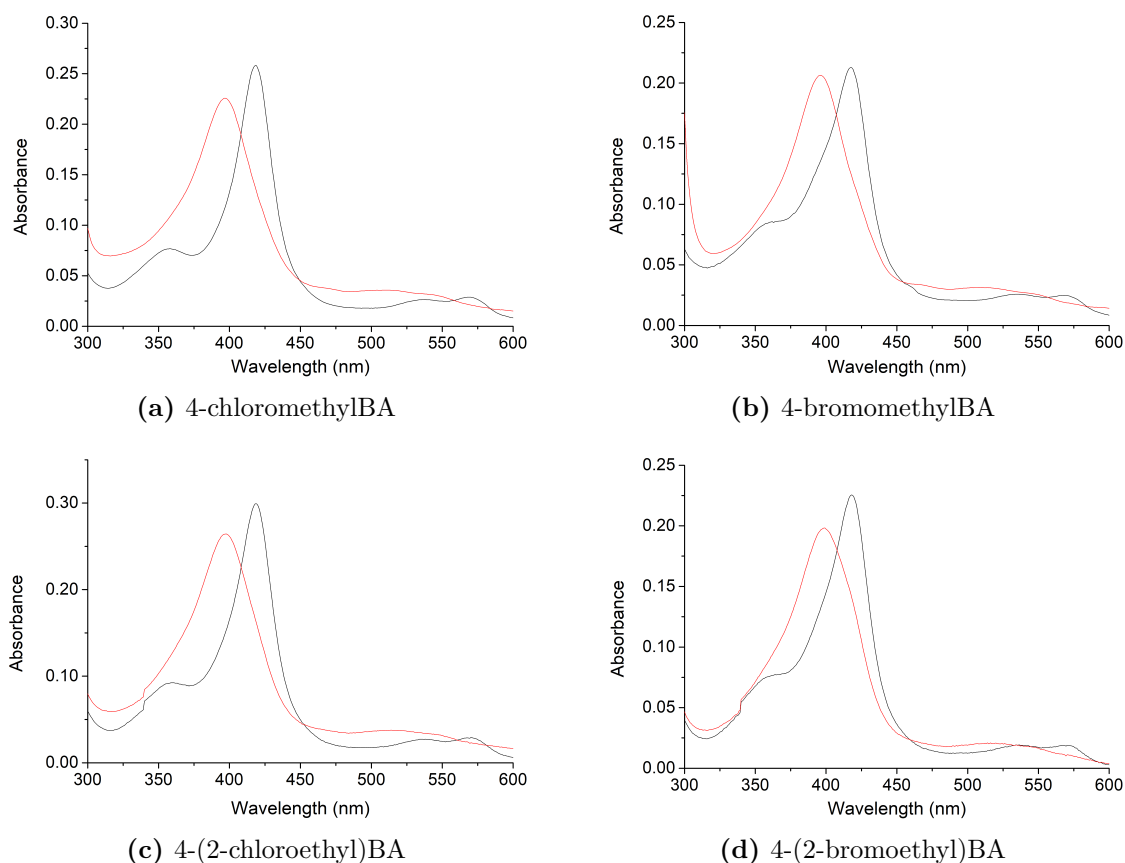 0.30
0.25
0.20
0.15
0.10
0.05
0.00
Absorbance
300 350 400 450 500 550 600
Wavelength (nm)
(a) 4-chloromethylBA
0.25
0.20
0.15
0.10
0.05
0.00
Absorbance
300 350 400 450 500 550 600
Wavelength (nm)
(b) 4-bromomethylBA
0.30
0.20
0.10
0.00
Absorbance
300 350 400 450 500 550 600
Wavelength (nm)
(c) 4-(2-chloroethyl)BA
0.25
0.20
0.15
0.10
0.05
0.00
Absorbance
300 350 400 450 500 550 600
Wavelength (nm)
(d) 4-(2-bromoethyl)BA